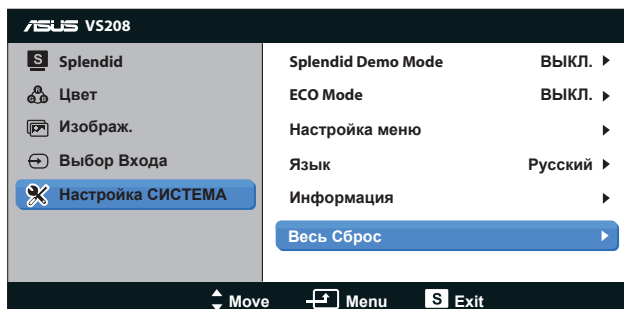 ASUS VS208
S Splendid
Цвет
Изображ.
Выбор Входа
Настройка СИСТЕМА
Splendid Demo Mode ВЫКЛ.
ECO Mode ВЫКЛ.
Настройка меню
Язык Русский
Информация
Весь Сброс
Move Menu S Exit